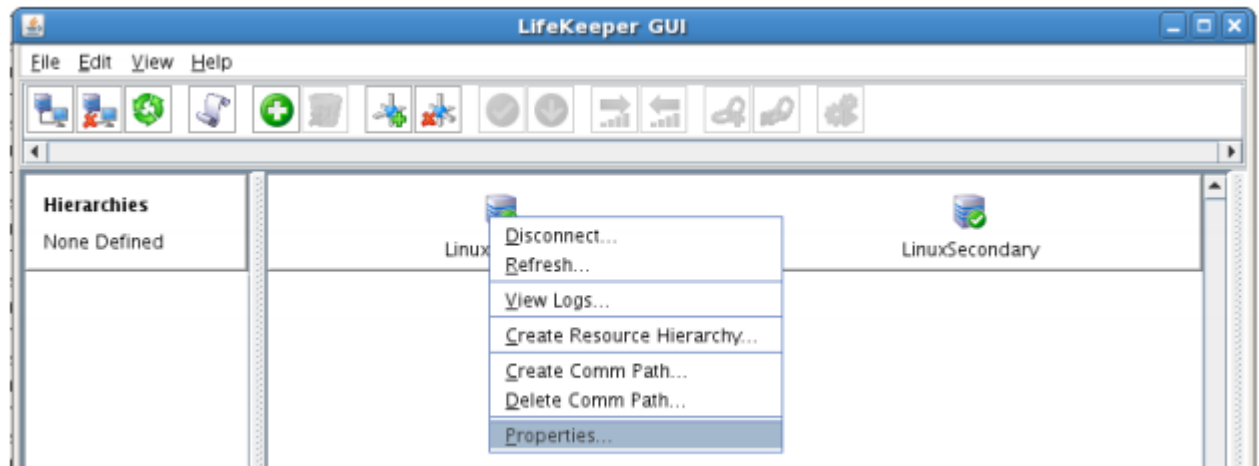 LifeKeeper GUI
File Edit View Help
Hierarchies
None Defined
Linux
LinuxSecondary
Disconnect...
Refresh...
View Logs...
Create Resource Hierarchy...
Create Comm Path...
Delete Comm Path...
Properties...